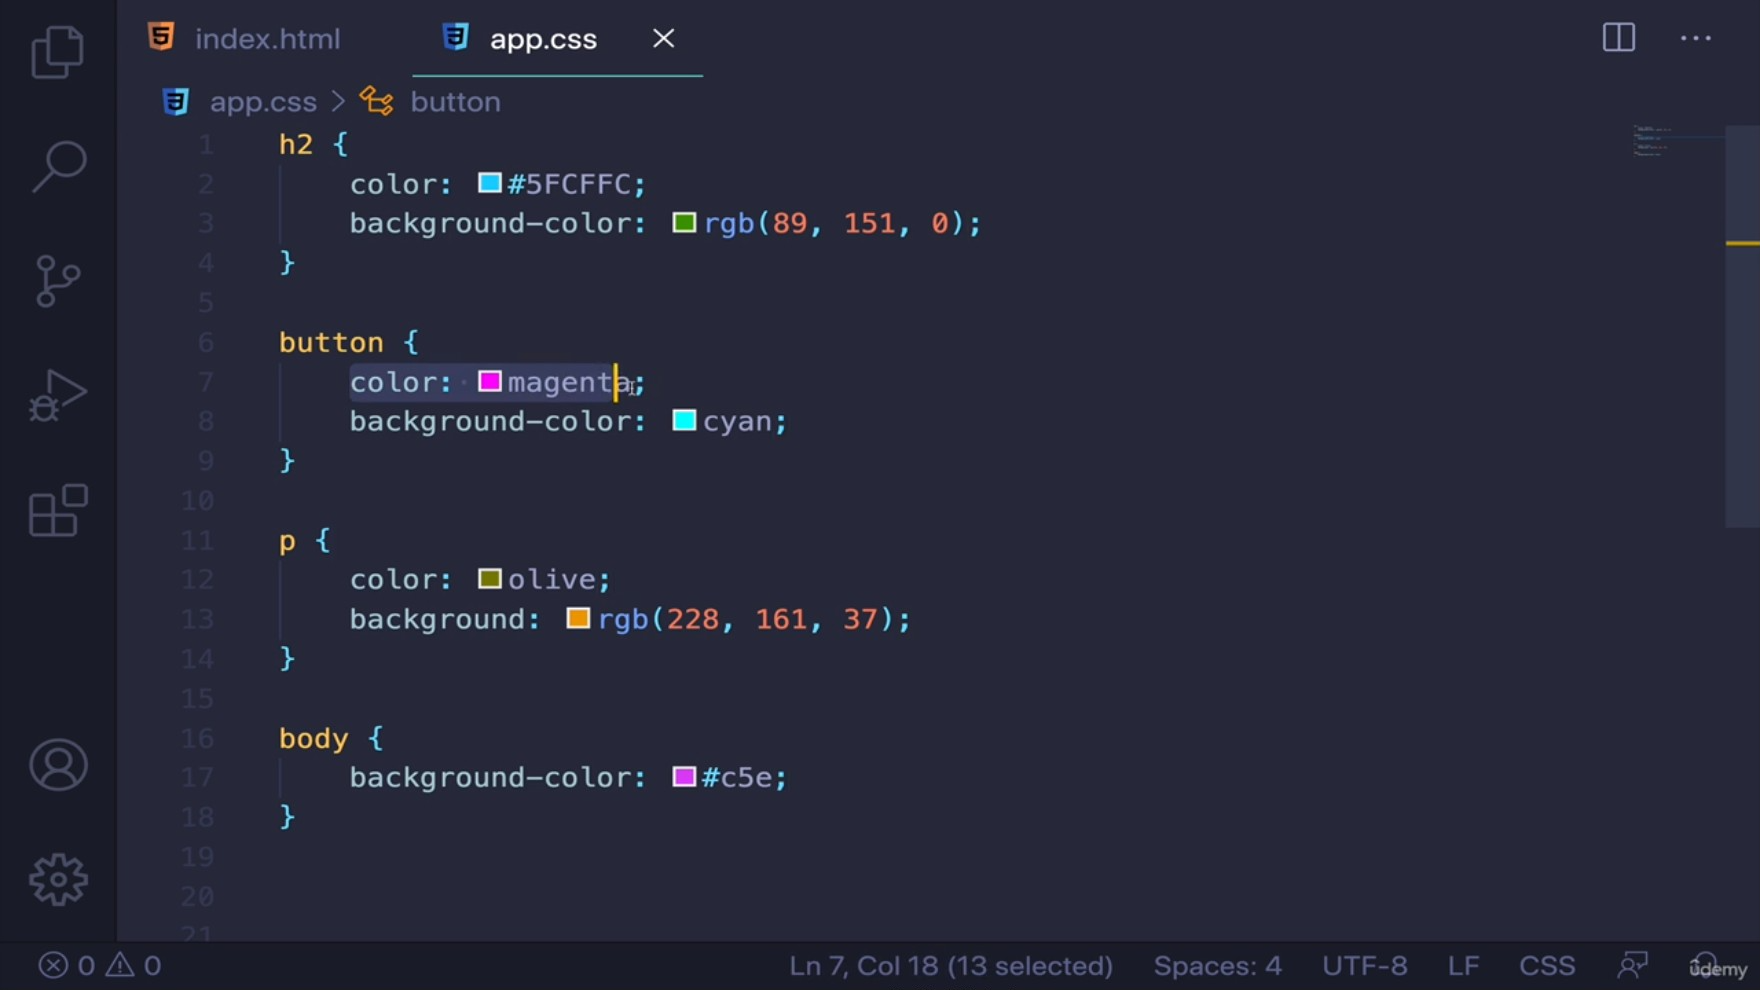 index.html app.css
app.css > button
1 h2 {
2 color: #5FCFFC;
3 background-color: rgb(89, 151, 0);
4 }
5
6 button {
7 color: magenta;
8 background-color: cyan;
9 }
10
11 p {
12 color: olive;
13 background: rgb(228, 161, 37);
14 }
15
16 body {
17 background-color: #c5e;
18 }
19
20
21
0 0 Ln 7, Col 18 (13 selected) Spaces: 4 UTF-8 LF CSS
ûdemy